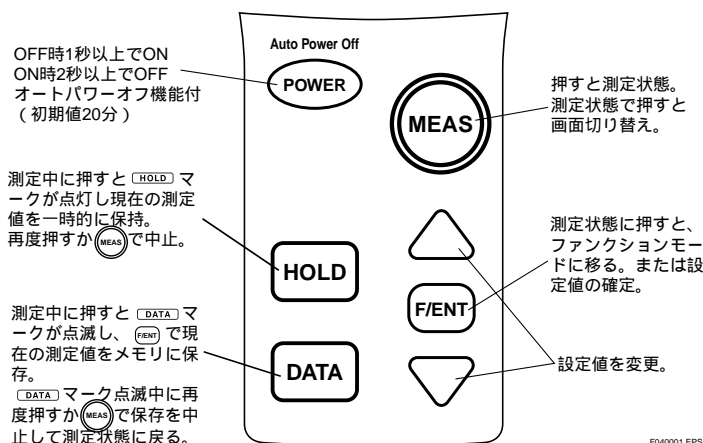 Auto Power Off
POWER
MEAS
HOLD
F/ENT
DATA
OFF時1秒以上でON
ON時2秒以上でOFF
オートパワーオフ機能付
（初期値20分）
測定中に押すと HOLD マ
ークが点灯し現在の測定
値を一時的に保持。
再度押すか MEAS で中止。
測定中に押すと DATA マ
ークが点滅し、 F/ENT で現
在の測定値をメモリに保
存。
DATA マーク点滅中に再
度押すか MEAS で保存を中
止して測定状態に戻る。
押すと測定状態。
測定状態で押すと
画面切り替え。
測定状態に押すと、
ファンクションモー
ドに移る。または設
定値の確定。
設定値を変更。
F040001.EPS